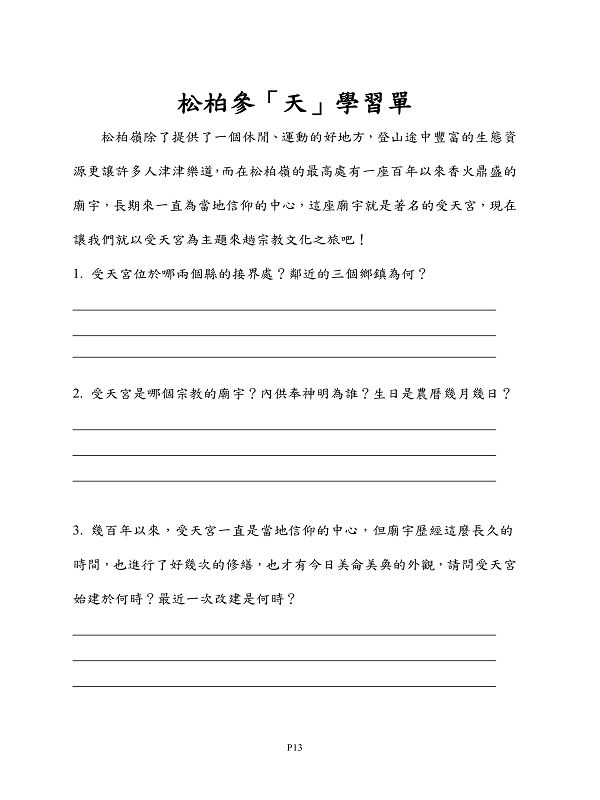 松柏參「天」學習單
松柏嶺除了提供了一個休閒、運動的好地方，登山途中豐富的生態資
源更讓許多人津津樂道，而在松柏嶺的最高處有一座百年以來香火鼎盛的
廟宇，長期來一直為當地信仰的中心，這座廟宇就是著名的受天宮，現在
讓我們就以受天宮為主題來趟宗教文化之旅吧！
1. 受天宮位於哪兩個縣的接界處？鄰近的三個鄉鎮為何？
2. 受天宮是哪個宗教的廟宇？內供奉神明為誰？生日是農曆幾月幾日？
3. 幾百年以來，受天宮一直是當地信仰的中心，但廟宇歷經這麼長久的
時間，也進行了好幾次的修繕，也才有今日美侖美奐的外觀，請問受天宮
始建於何時？最近一次改建是何時？
P13